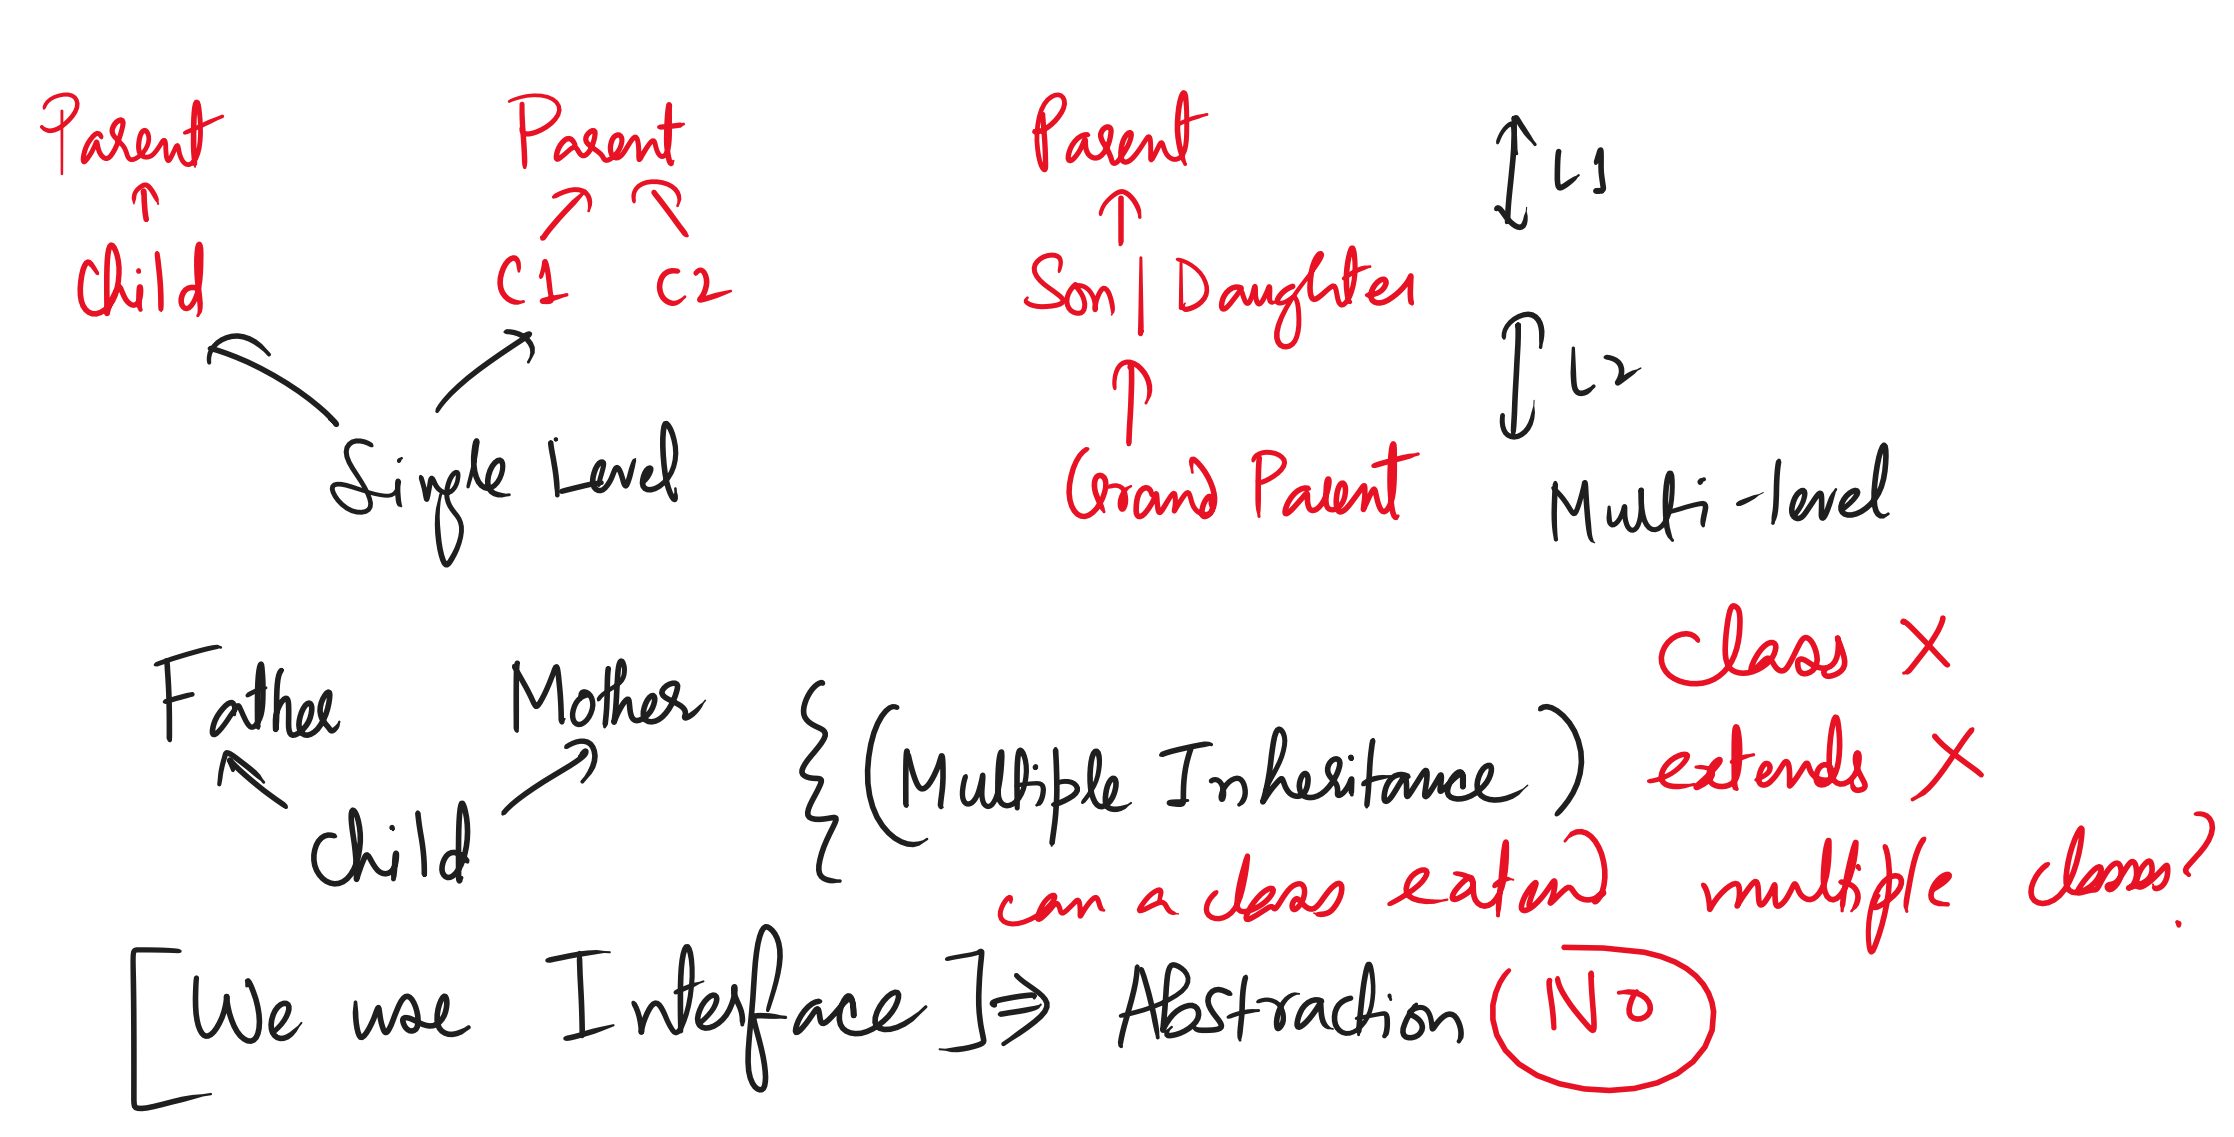 Parent Parent Parent
L1
Child C1 C2 Son | Daughter
L2
Single Level Grand Parent Multi-level
class X
Father Mother
(Multiple Inheritance) extends X
child can a class extend multiple classes?
[We use Interface] => Abstraction NO